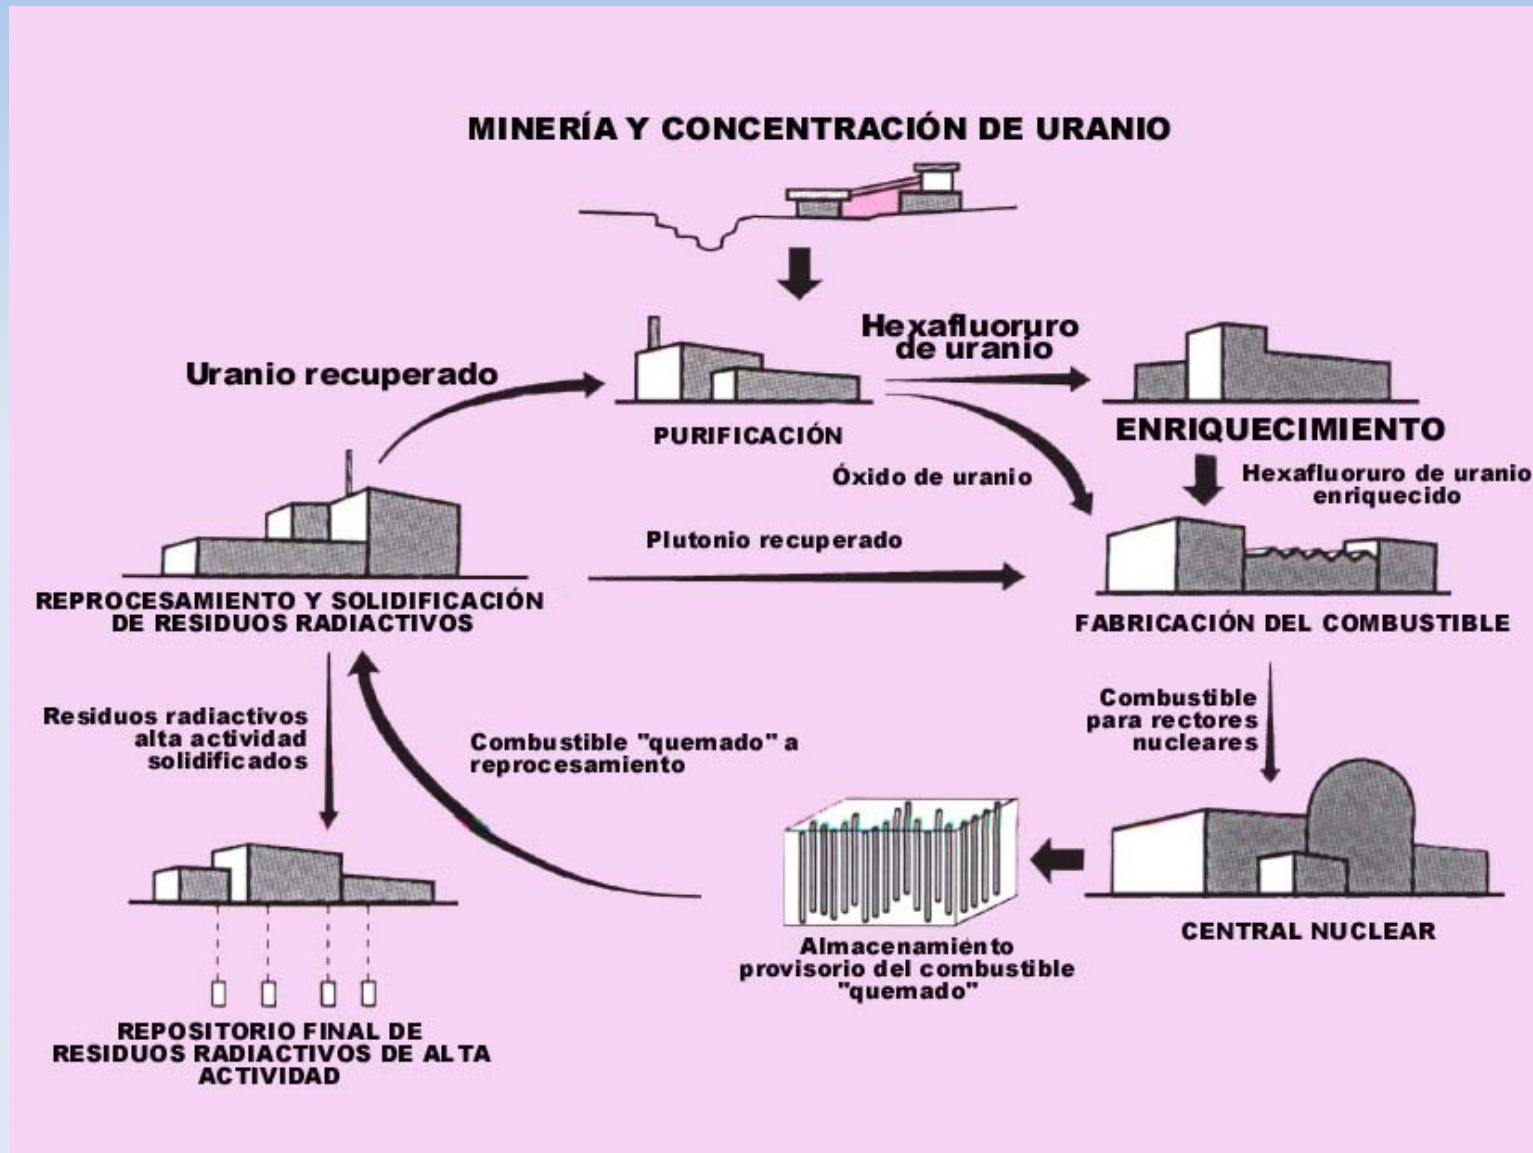 MINERÍA Y CONCENTRACIÓN DE URANIO
Hexafluoruro
de uranio
Uranio recuperado
PURIFICACIÓN
ENRIQUECIMIENTO
Óxido de uranio
Hexafluoruro de uranio
enriquecido
Plutonio recuperado
REPROCESAMIENTO Y SOLIDIFICACIÓN
DE RESIDUOS RADIACTIVOS
FABRICACIÓN DEL COMBUSTIBLE
Residuos radiactivos
alta actividad
solidificados
Combustible "quemado" a
reprocesamiento
Combustible
para rectores
nucleares
CENTRAL NUCLEAR
Almacenamiento
provisorio del combustible
"quemado"
REPOSITORIO FINAL DE
RESIDUOS RADIACTIVOS DE ALTA
ACTIVIDAD